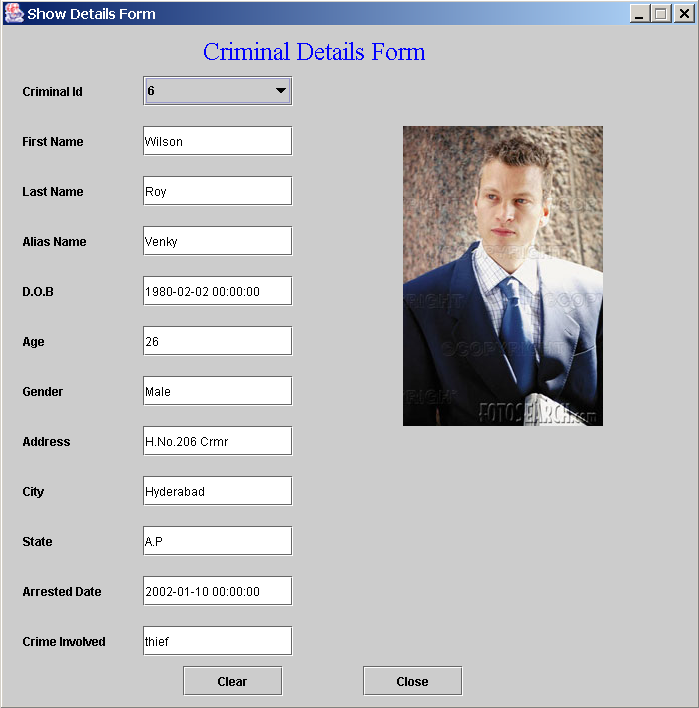 Show Details Form
Criminal Details Form
Criminal Id 6
First Name Wilson
Last Name Roy
Alias Name Venky
D.O.B 1980-02-02 00:00:00
Age 26
Gender Male
Address H.No.206 Crmr
City Hyderabad
State A.P
Arrested Date 2002-01-10 00:00:00
Crime Involved thief
Clear Close
©COPYRIGHT
FOTOSEARCH.com